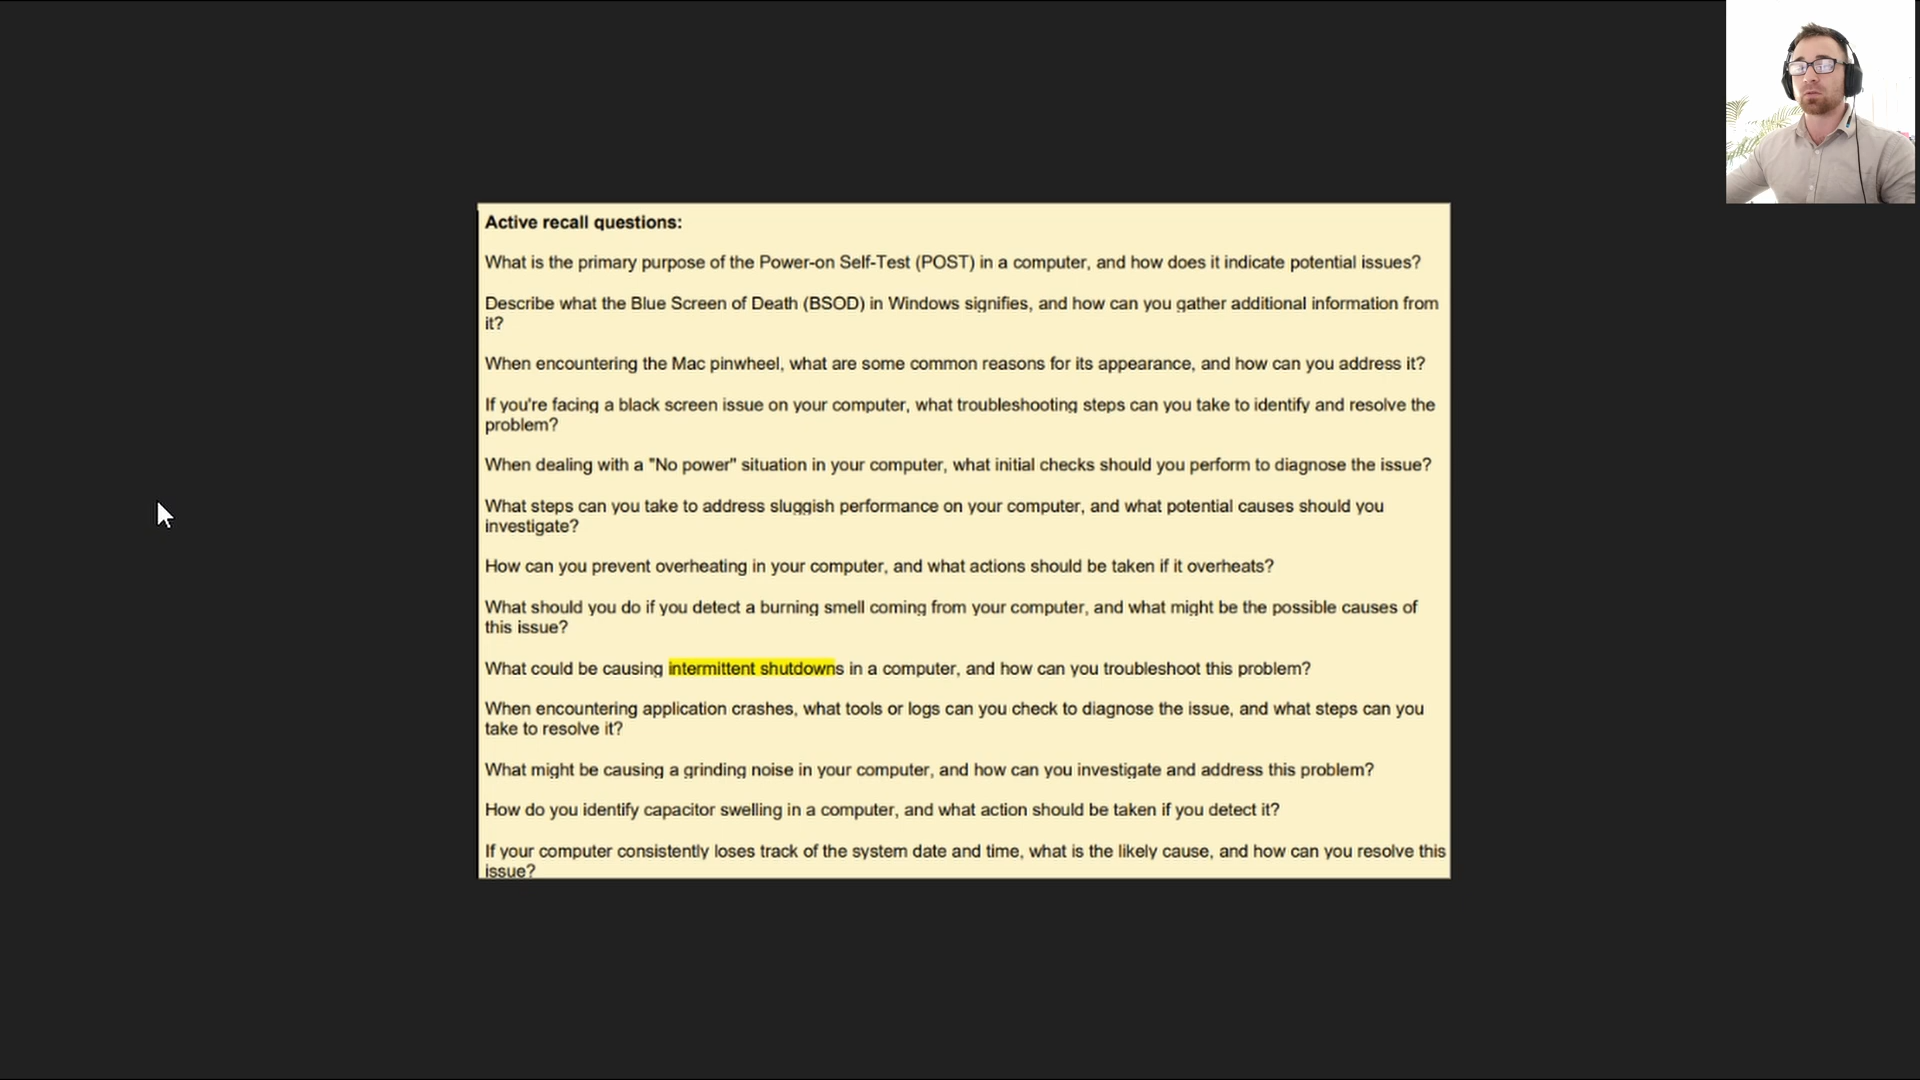 Active recall questions:
What is the primary purpose of the Power-on Self-Test (POST) in a computer, and how does it indicate potential issues?
Describe what the Blue Screen of Death (BSOD) in Windows signifies, and how can you gather additional information from
it?
When encountering the Mac pinwheel, what are some common reasons for its appearance, and how can you address it?
If you're facing a black screen issue on your computer, what troubleshooting steps can you take to identify and resolve the
problem?
When dealing with a "No power" situation in your computer, what initial checks should you perform to diagnose the issue?
What steps can you take to address sluggish performance on your computer, and what potential causes should you
investigate?
How can you prevent overheating in your computer, and what actions should be taken if it overheats?
What should you do if you detect a burning smell coming from your computer, and what might be the possible causes of
this issue?
What could be causing intermittent shutdowns in a computer, and how can you troubleshoot this problem?
When encountering application crashes, what tools or logs can you check to diagnose the issue, and what steps can you
take to resolve it?
What might be causing a grinding noise in your computer, and how can you investigate and address this problem?
How do you identify capacitor swelling in a computer, and what action should be taken if you detect it?
If your computer consistently loses track of the system date and time, what is the likely cause, and how can you resolve this
issue?